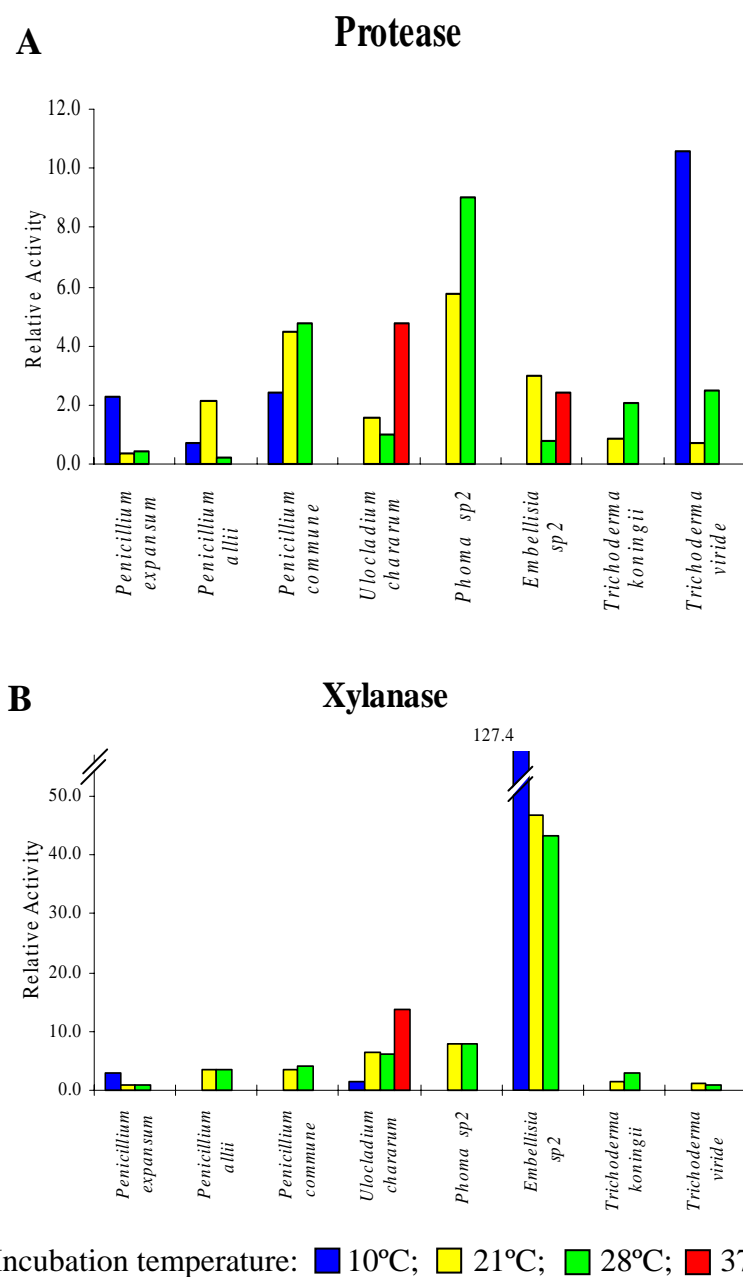 A
Protease
12.0
10.0
8.0
6.0
4.0
2.0
0.0
Relative Activity
Penicillium
expansum
Penicillium
allii
Penicillium
commune
Ulocladium
chararum
Phoma sp2
Embellisia
sp2
Trichoderma
koningii
Trichoderma
viride
B
Xylanase
127.4
50.0
40.0
30.0
20.0
10.0
0.0
Relative Activity
Penicillium
expansum
Penicillium
allii
Penicillium
commune
Ulocladium
chararum
Phoma sp2
Embellisia
sp2
Trichoderma
koningii
Trichoderma
viride
Incubation temperature: 10ºC; 21ºC; 28ºC; 37